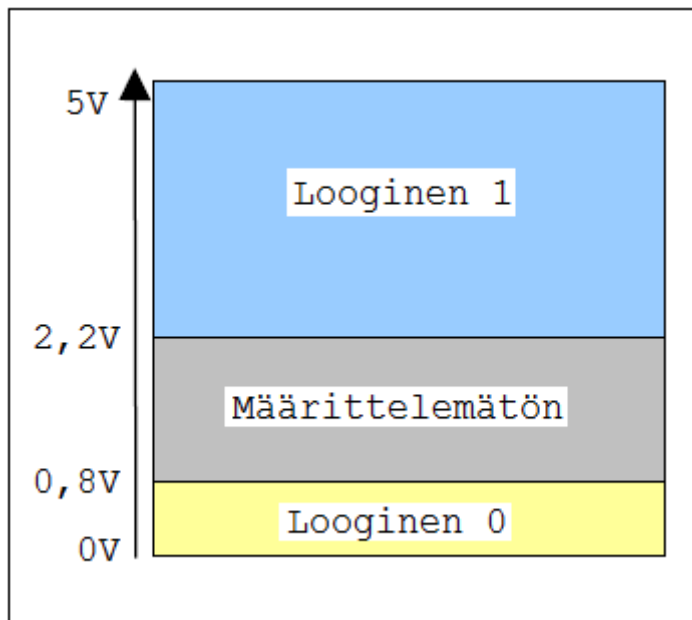 5V
Looginen 1
2,2V
Määrittelemätön
0,8V
Looginen 0
0V